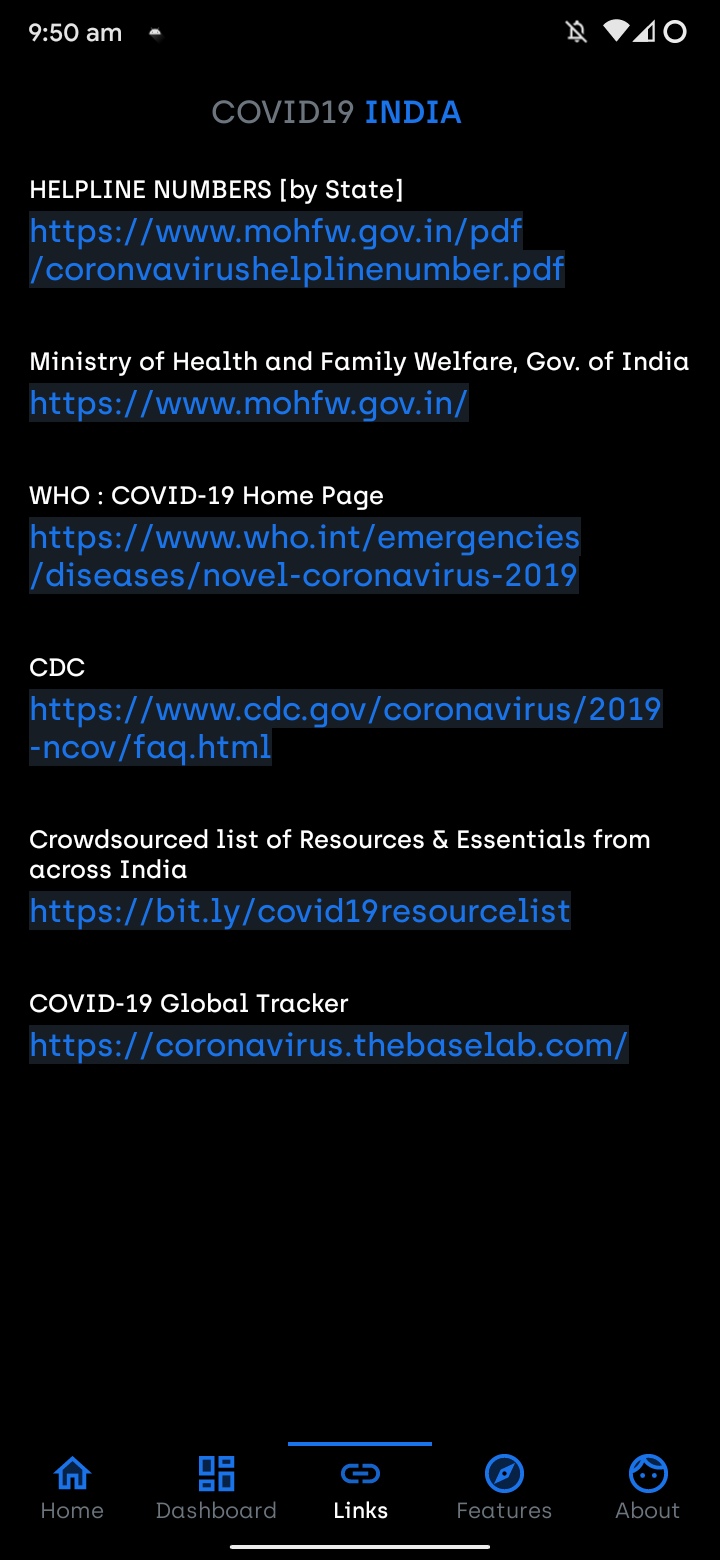 9:50 am
COVID19 INDIA
HELPLINE NUMBERS [by State]
https://www.mohfw.gov.in/pdf
/coronvavirushelplinenumber.pdf
Ministry of Health and Family Welfare, Gov. of India
https://www.mohfw.gov.in/
WHO : COVID-19 Home Page
https://www.who.int/emergencies
/diseases/novel-coronavirus-2019
CDC
https://www.cdc.gov/coronavirus/2019
-ncov/faq.html
Crowdsourced list of Resources & Essentials from
across India
https://bit.ly/covid19resourcelist
COVID-19 Global Tracker
https://coronavirus.thebaselab.com/
Home Dashboard Links Features About